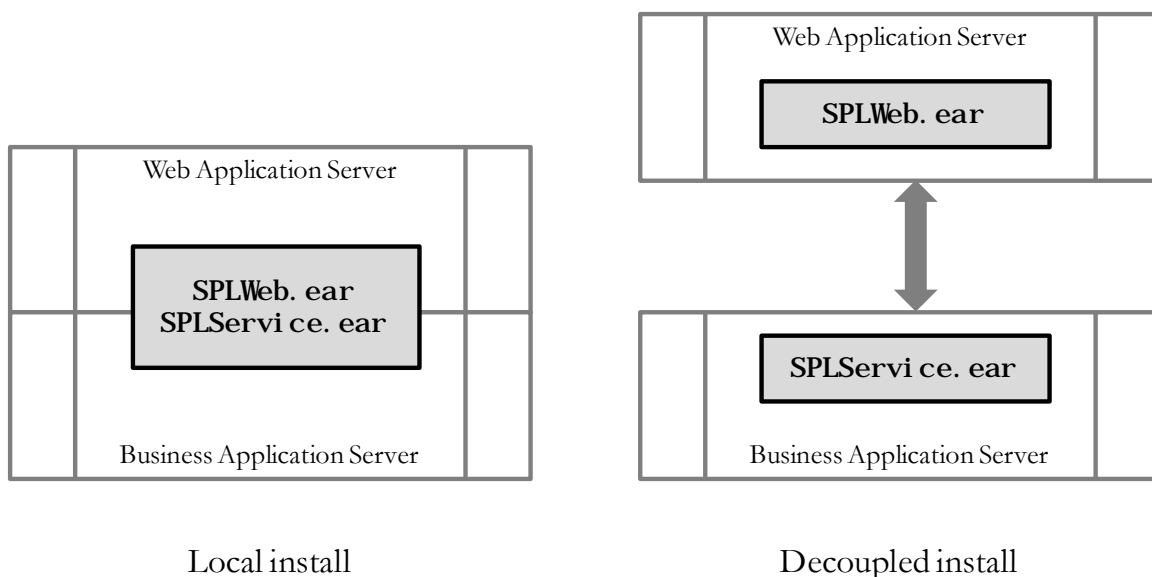 Web Application Server
SPLWeb.ear
SPLService.ear
Business Application Server
Local install
Web Application Server
SPLWeb.ear
SPLService.ear
Business Application Server
Decoupled install